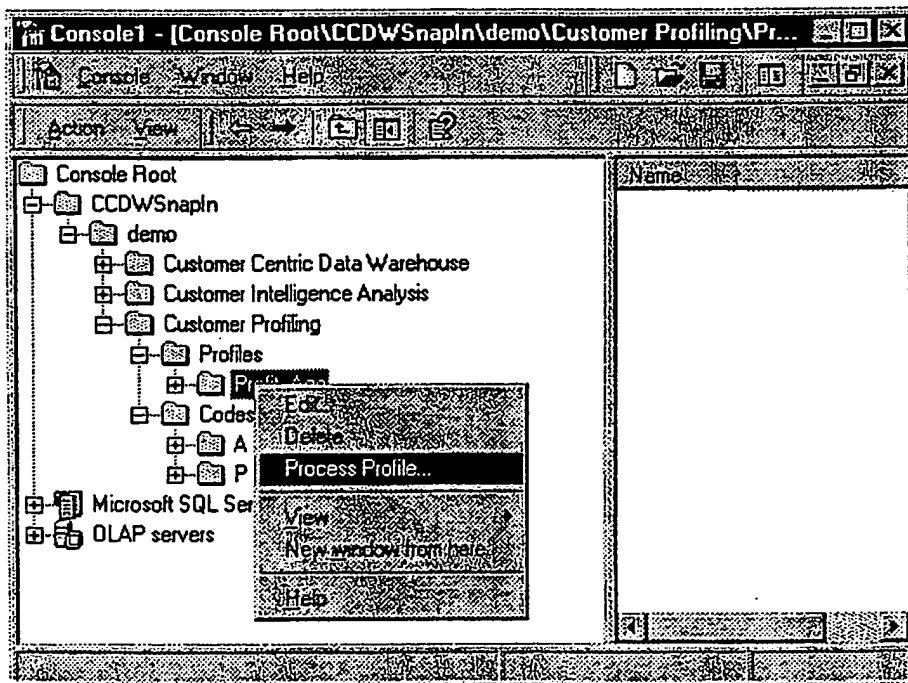 Console1 - [Console Root\CCDWSnapIn\demo\Customer Profiling\Pr...
Console Window Help
Action View
Console Root
Name
CCDWSnapIn
demo
Customer Centric Data Warehouse
Customer Intelligence Analysis
Customer Profiling
Profiles
Edit...
Codes
Delete
A
Process Profile...
P
Microsoft SQL Ser
View
OLAP servers
New window from here
Help